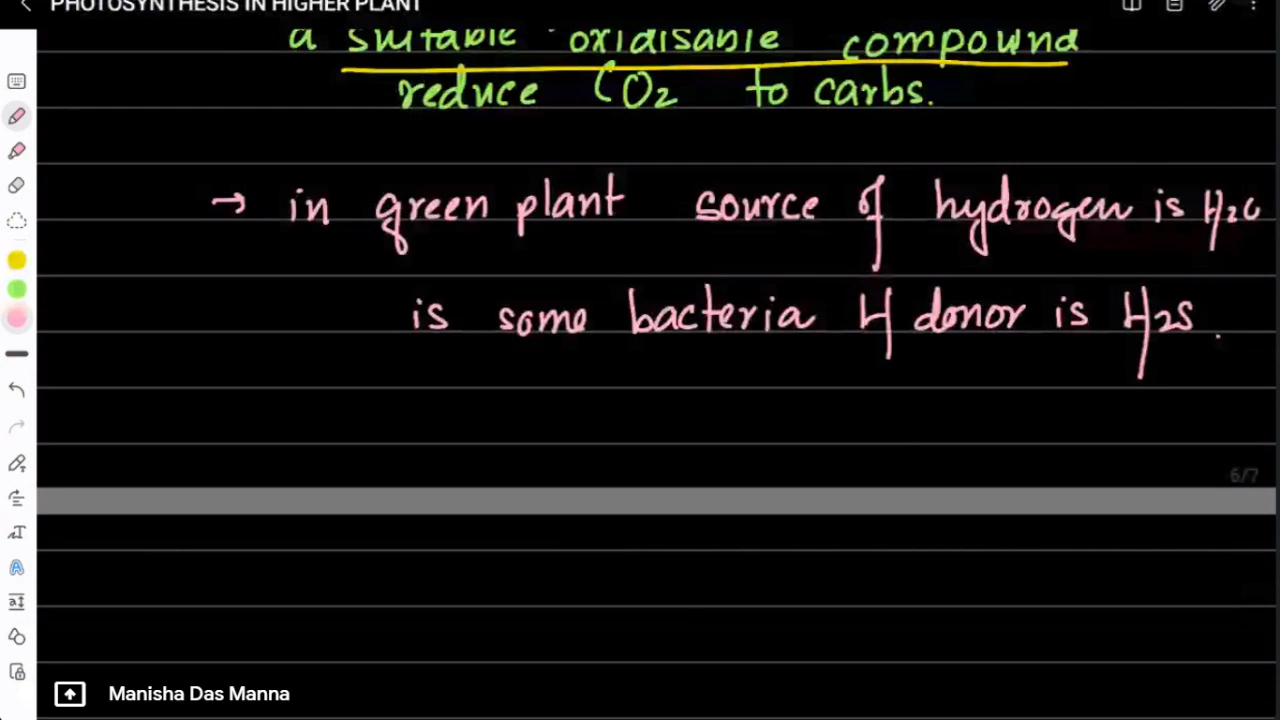 PHOTOSYNTHESIS IN HIGHER PLANT
a suitable oxidisable compound
reduce CO2 to carbs.
→ in green plant source of hydrogen is H2O
is some bacteria H donor is H2S.
6/7
Manisha Das Manna